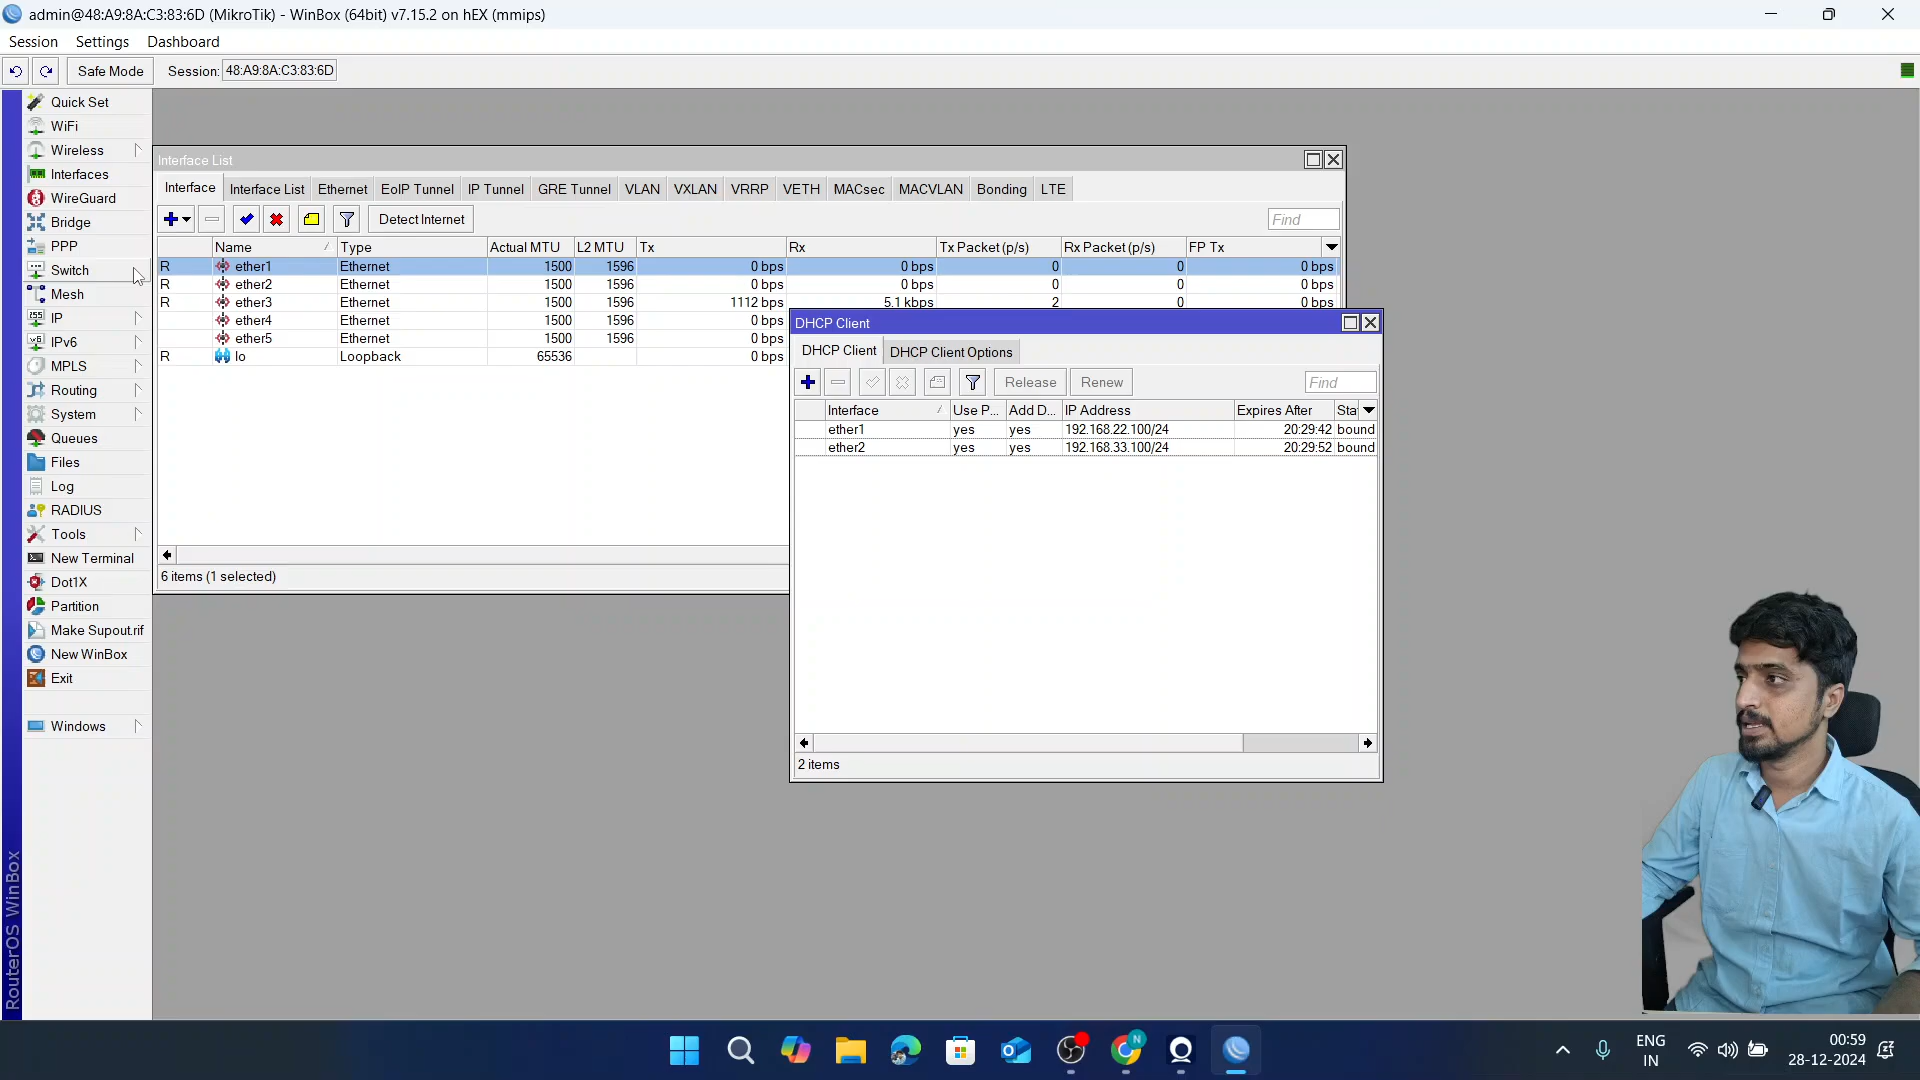 admin@48:A9:8A:C3:83:6D (MikroTik) - WinBox (64bit) v7.15.2 on hEX (mmips)
Session Settings Dashboard
Safe Mode Session: 48:A9:8A:C3:83:6D
Quick Set
WiFi
Wireless
Interfaces
WireGuard
Bridge
PPP
Switch
Mesh
IP
IPv6
MPLS
Routing
System
Queues
Files
Log
RADIUS
Tools
New Terminal
Dot1X
Partition
Make Supout.rif
New WinBox
Exit
Windows
RouterOS WinBox
Interface List
Interface Interface List Ethernet EoIP Tunnel IP Tunnel GRE Tunnel VLAN VXLAN VRRP VETH MACsec MACVLAN Bonding LTE
Detect Internet Find
Name Type Actual MTU L2 MTU Tx Rx Tx Packet (p/s) Rx Packet (p/s) FP Tx
R ether1 Ethernet 1500 1596 0 bps 0 bps 0 0 0 bps
R ether2 Ethernet 1500 1596 0 bps 0 bps 0 0 0 bps
R ether3 Ethernet 1500 1596 1112 bps 5.1 kbps 2 0 0 bps
ether4 Ethernet 1500 1596 0 bps
ether5 Ethernet 1500 1596 0 bps
R lo Loopback 65536 0 bps
6 items (1 selected)
DHCP Client
DHCP Client DHCP Client Options
Release Renew Find
Interface Use P... Add D... IP Address Expires After Sta
ether1 yes yes 192.168.22.100/24 20:29:42 bound
ether2 yes yes 192.168.33.100/24 20:29:52 bound
2 items
N
ENG
IN
00:59
28-12-2024